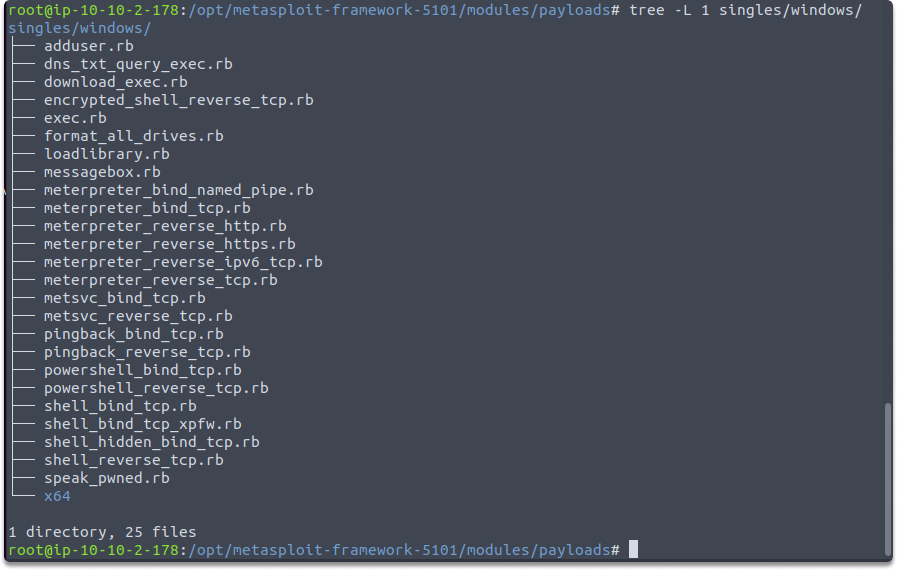 root@ip-10-10-2-178:/opt/metasploit-framework-5101/modules/payloads# tree -L 1 singles/windows/
singles/windows/
├── adduser.rb
├── dns_txt_query_exec.rb
├── download_exec.rb
├── encrypted_shell_reverse_tcp.rb
├── exec.rb
├── format_all_drives.rb
├── loadlibrary.rb
├── messagebox.rb
├── meterpreter_bind_named_pipe.rb
├── meterpreter_bind_tcp.rb
├── meterpreter_reverse_http.rb
├── meterpreter_reverse_https.rb
├── meterpreter_reverse_ipv6_tcp.rb
├── meterpreter_reverse_tcp.rb
├── metsvc_bind_tcp.rb
├── metsvc_reverse_tcp.rb
├── pingback_bind_tcp.rb
├── pingback_reverse_tcp.rb
├── powershell_bind_tcp.rb
├── powershell_reverse_tcp.rb
├── shell_bind_tcp.rb
├── shell_bind_tcp_xpfw.rb
├── shell_hidden_bind_tcp.rb
├── shell_reverse_tcp.rb
├── speak_pwned.rb
└── x64
1 directory, 25 files
root@ip-10-10-2-178:/opt/metasploit-framework-5101/modules/payloads#